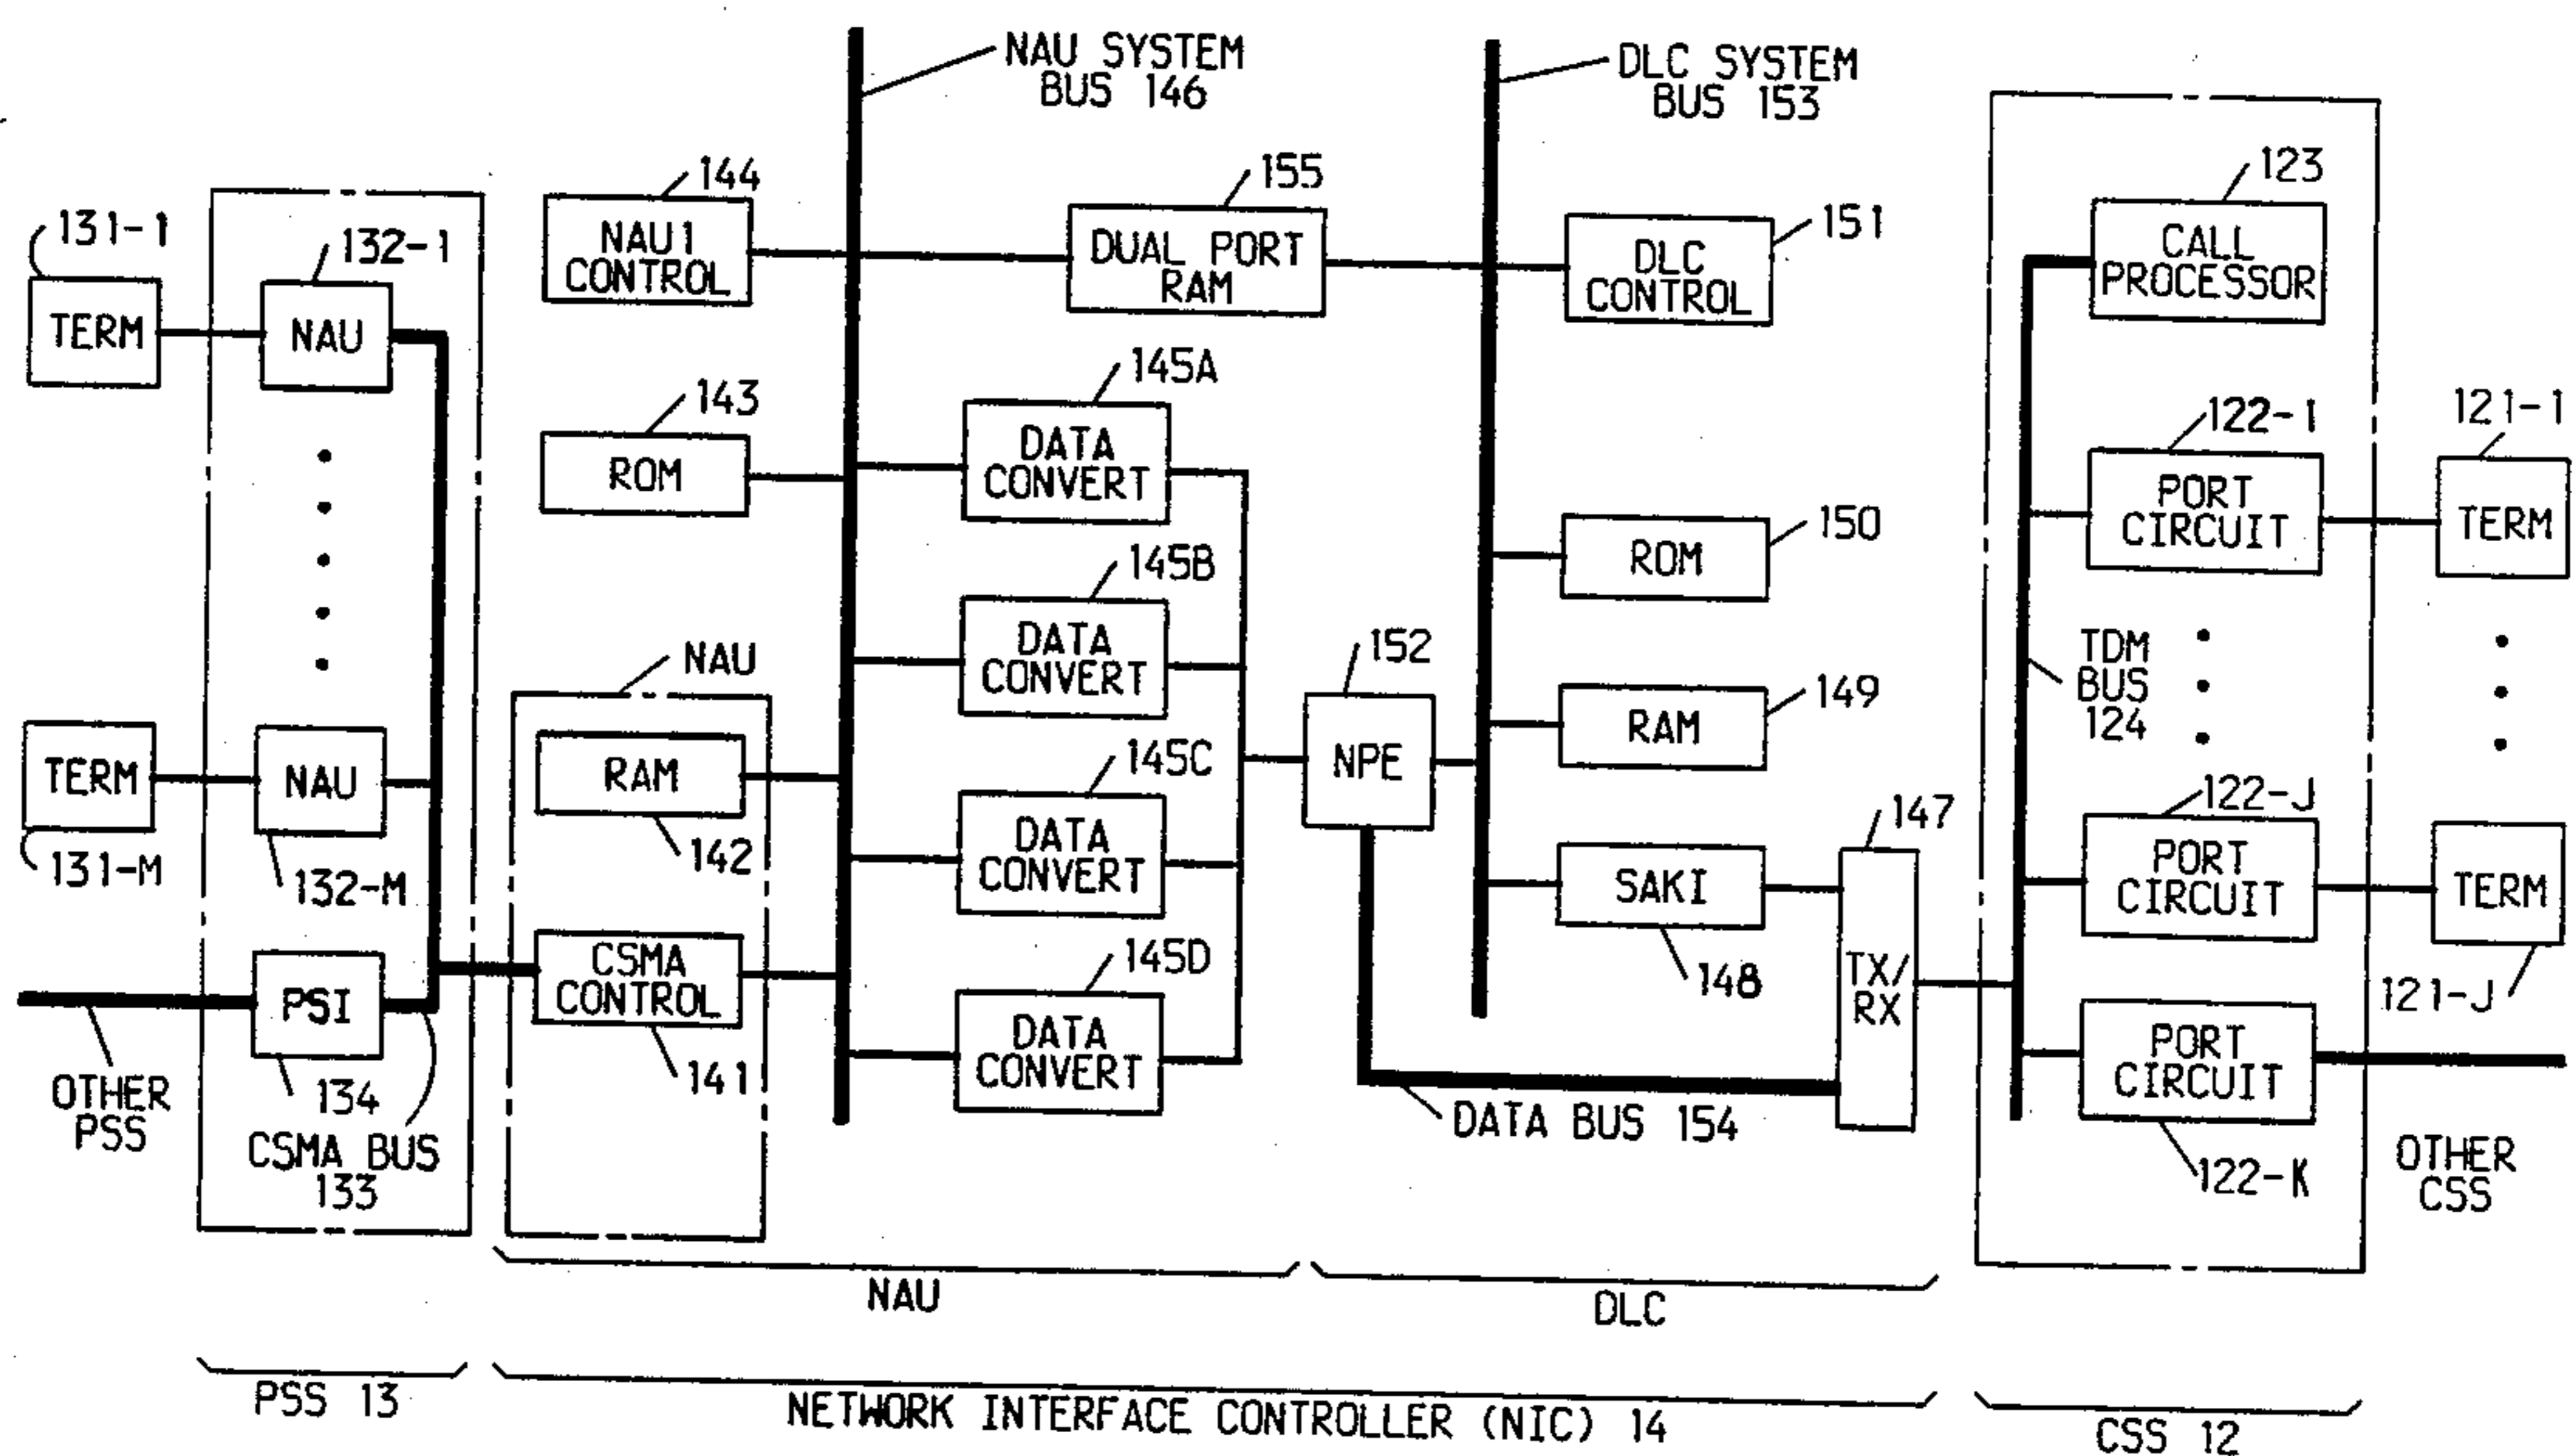 NAU SYSTEM
BUS 146
DLC SYSTEM
BUS 153
144
155
123
131-1
132-1
NAU1
CONTROL
DUAL PORT
RAM
151
DLC
CONTROL
CALL
PROCESSOR
TERM
NAU
143
145A
122-1
121-1
ROM
DATA
CONVERT
150
ROM
PORT
CIRCUIT
TERM
145B
NAU
DATA
CONVERT
152
149
RAM
TDM
BUS
124
TERM
NAU
RAM
145C
NPE
147
122-J
131-M
132-M
142
DATA
CONVERT
SAKI
148
PORT
CIRCUIT
TERM
121-J
PSI
134
CSMA
CONTROL
141
145D
DATA
CONVERT
TX/
RX
PORT
CIRCUIT
122-K
OTHER
PSS
CSMA BUS
133
DATA BUS 154
OTHER
CSS
NAU
DLC
PSS 13
NETWORK INTERFACE CONTROLLER (NIC) 14
CSS 12